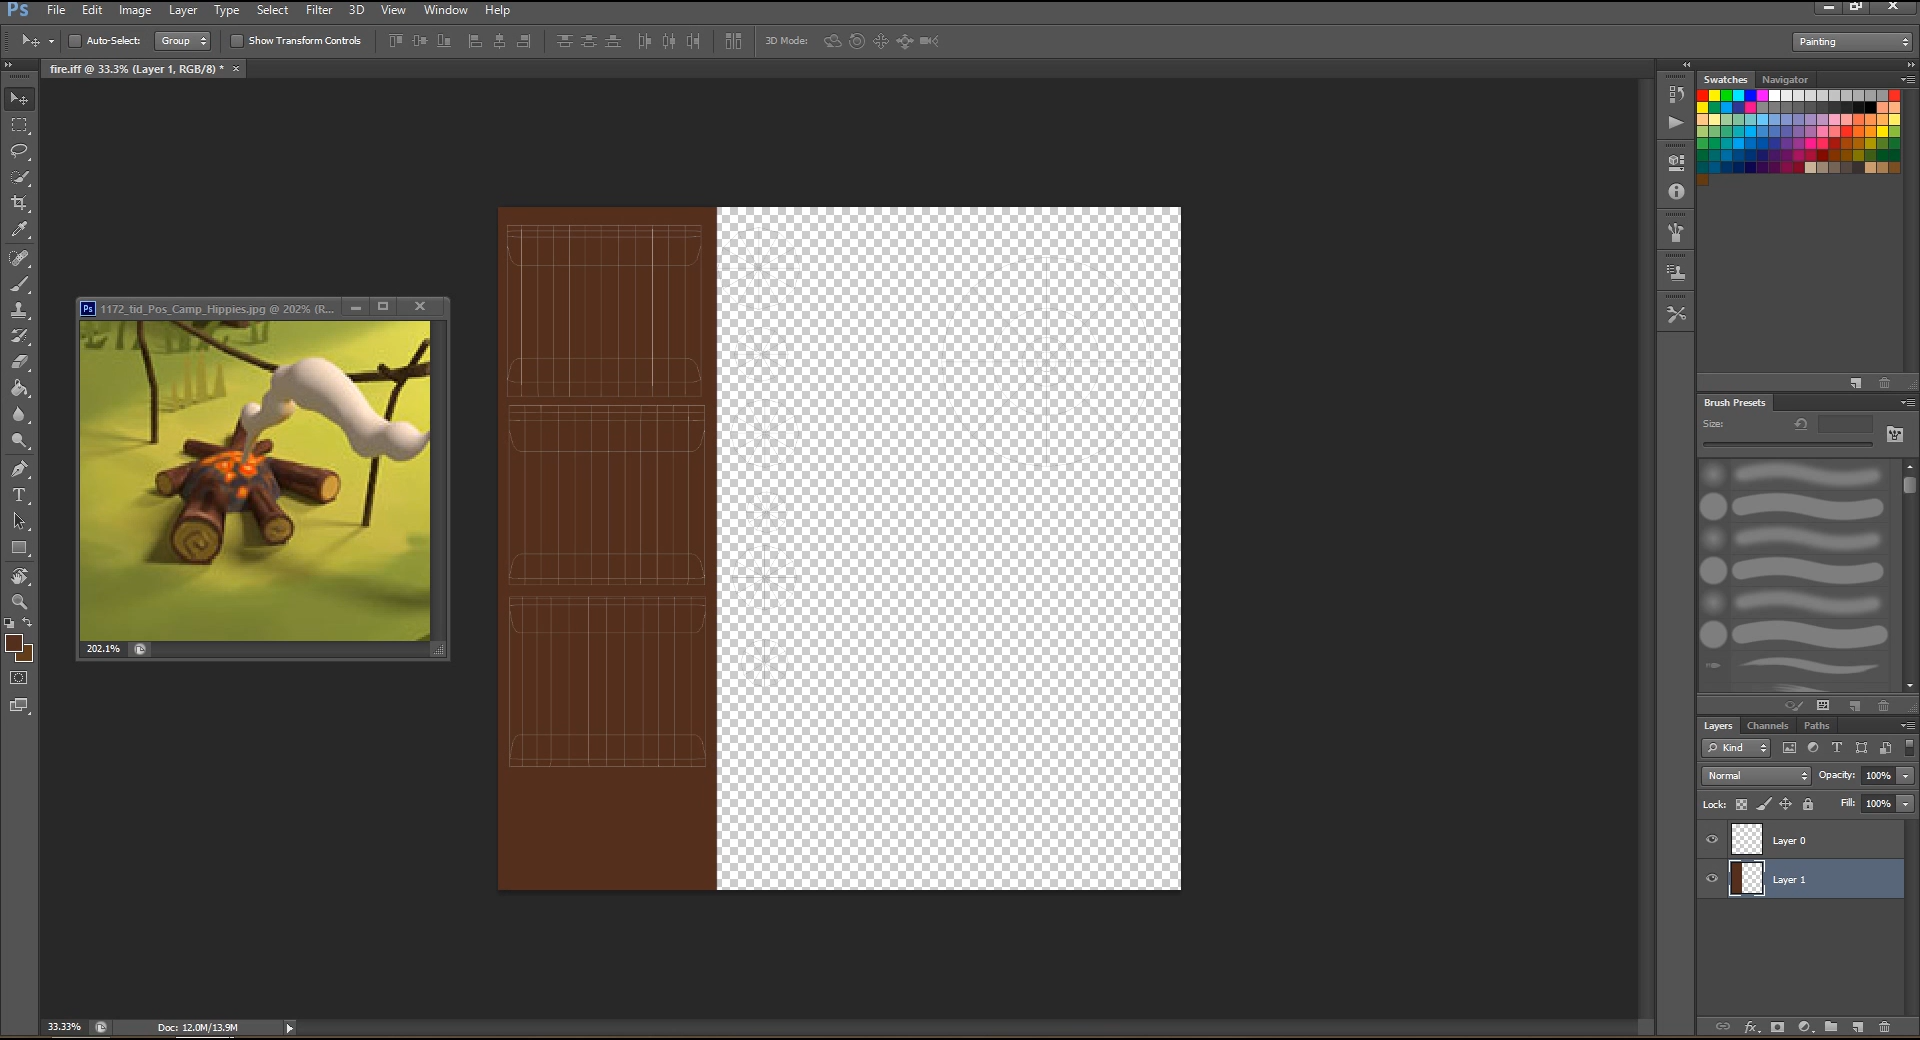 Ps File Edit Image Layer Type Select Filter 3D View Window Help
Auto-Select: Group Show Transform Controls 3D Mode: Painting
fire.iff @ 33.3% (Layer 1, RGB/8) * ×
Swatches Navigator
Ps 1172_tid_Pos_Camp_Hippies.jpg @ 202% (R...
202.1%
Brush Presets
Size:
Layers Channels Paths
Kind
Normal Opacity: 100%
Lock: Fill: 100%
Layer 0
Layer 1
33.33% Doc: 12.0M/13.9M